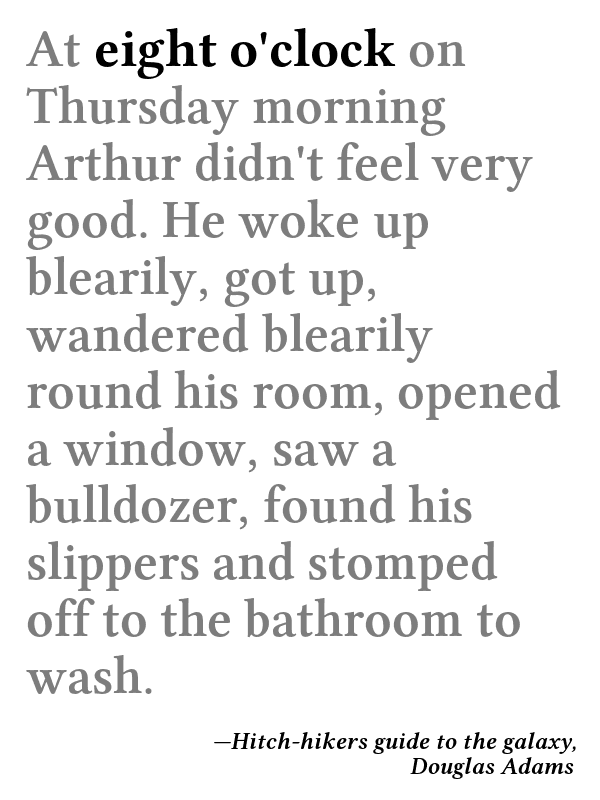 At eight o'clock on
Thursday morning
Arthur didn't feel very
good. He woke up
blearily, got up,
wandered blearily
round his room, opened
a window, saw a
bulldozer, found his
slippers and stomped
off to the bathroom to
wash.
—Hitch-hikers guide to the galaxy,
Douglas Adams